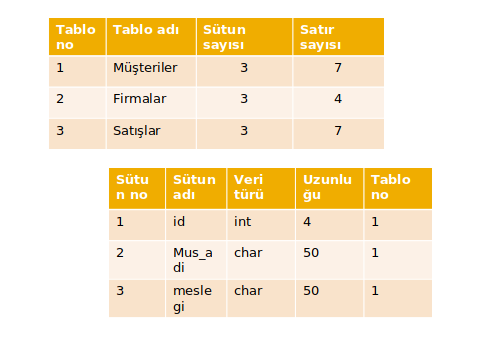 Tablo no Tablo adı Sütun sayısı Satır sayısı
1 Müşteriler 3 7
2 Firmalar 3 4
3 Satışlar 3 7
Sütun no Sütun adı Veri türü Uzunluğu Tablo no
1 id int 4 1
2 Mus_adi char 50 1
3 meslegi char 50 1